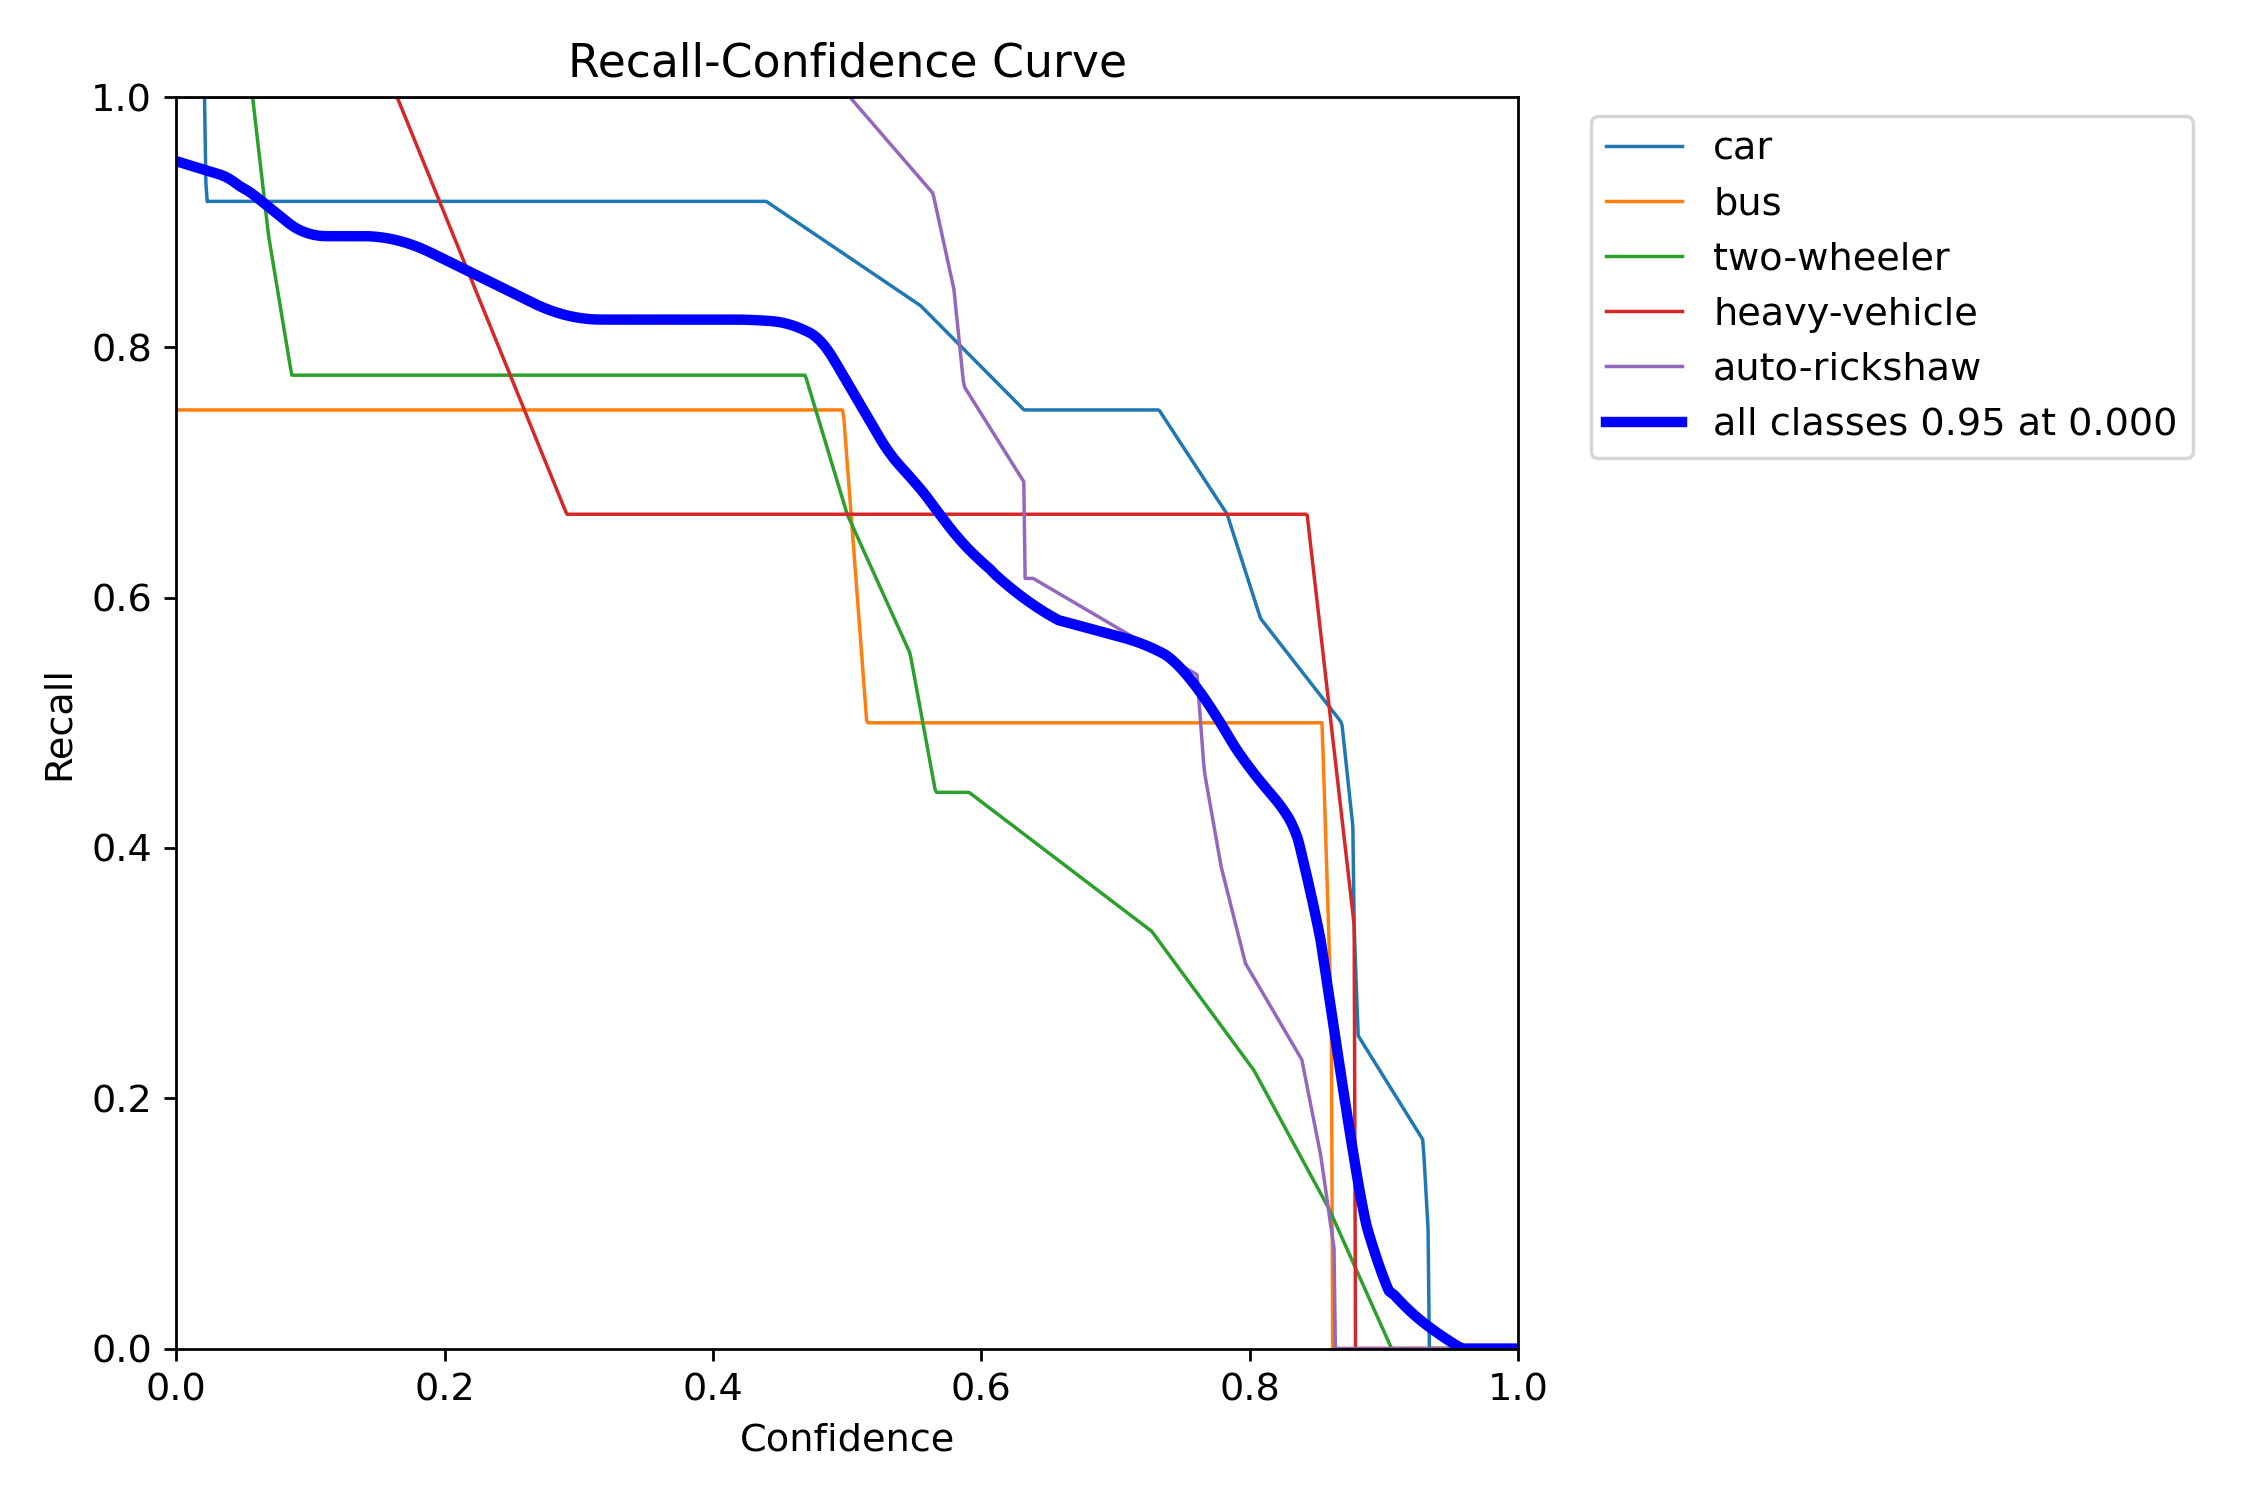 Recall-Confidence Curve
1.0
0.8
0.6
0.4
0.2
0.0
Recall
0.0 0.2 0.4 0.6 0.8 1.0
Confidence
car
bus
two-wheeler
heavy-vehicle
auto-rickshaw
all classes 0.95 at 0.000